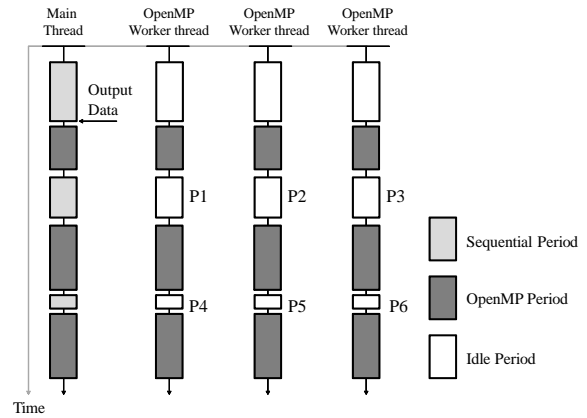 Main
Thread
OpenMP
Worker thread
OpenMP
Worker thread
OpenMP
Worker thread
Output
Data
P1
P2
P3
P4
P5
P6
Sequential Period
OpenMP Period
Idle Period
Time